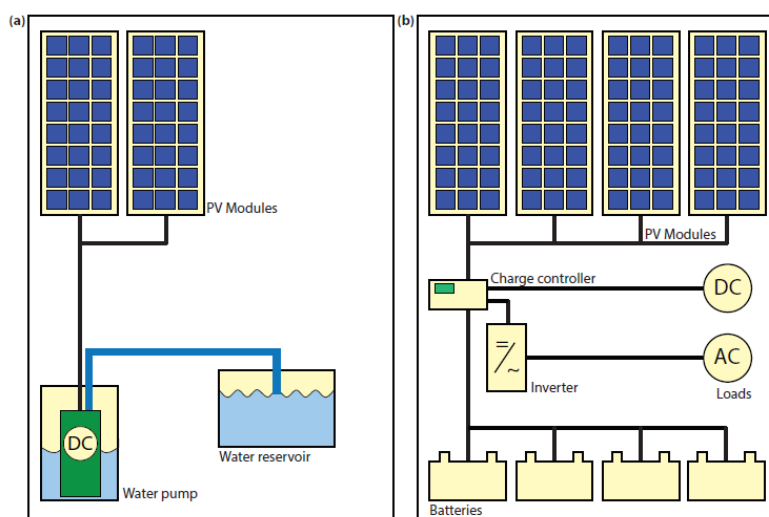 (a)
PV Modules
DC
Water pump
Water reservoir
(b)
PV Modules
Charge controller
DC
=
~
Inverter
AC
Loads
Batteries